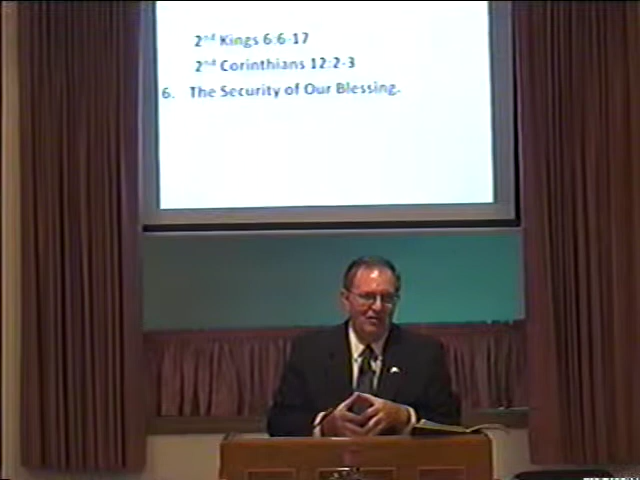 2nd Kings 6:6-17
2nd Corinthians 12:2-3
6. The Security of Our Blessing.